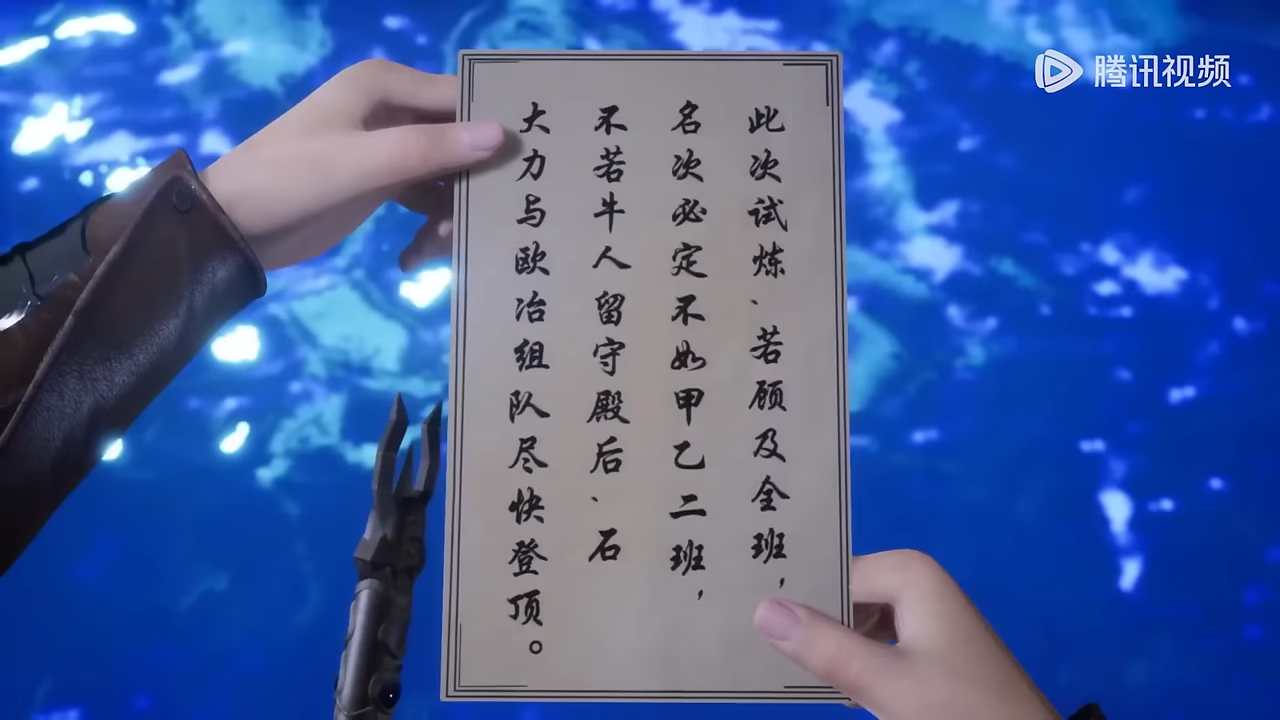 腾讯视频
此次试炼、若顾及全班，
名次必定不如甲乙二班，
不若牛人留守殿后、石
大力与欧冶组队尽快登顶。